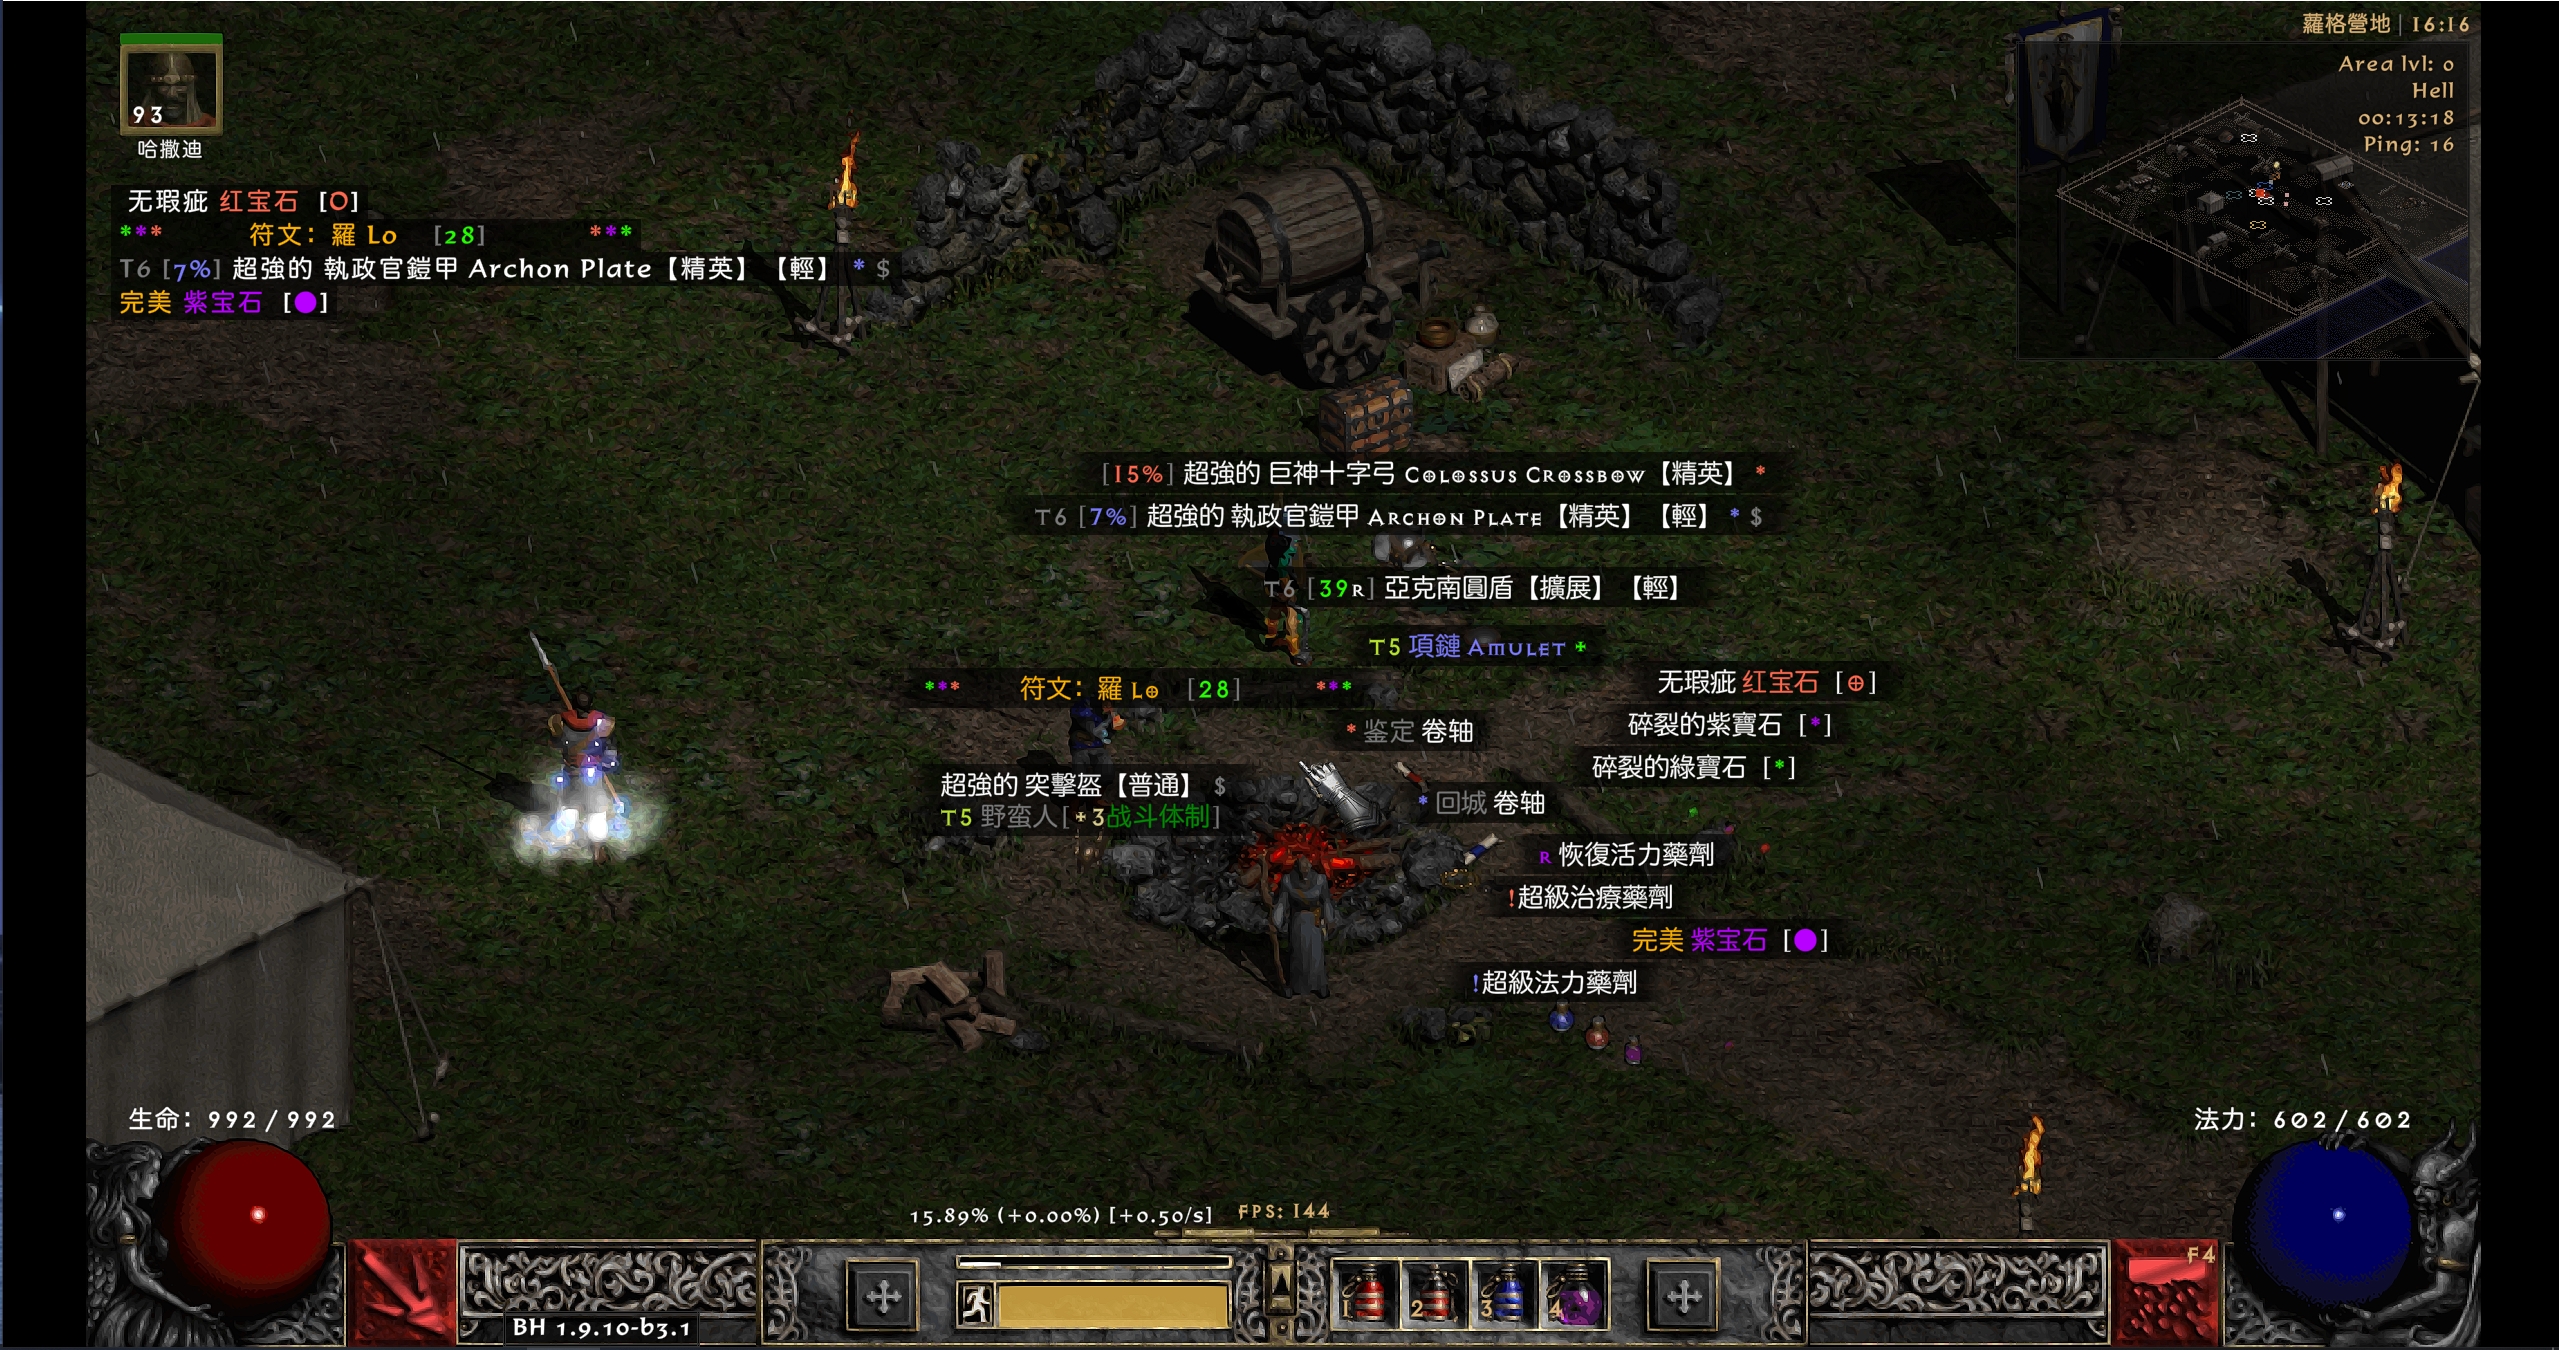 蘿格營地 | 16:16
Area lvl: 0
Hell
00:13:18
Ping: 16
93
哈撒迪
无瑕疵 红宝石 [O]
*** 符文：羅 Lo [28] ***
T6 [7%] 超強的 執政官鎧甲 Archon Plate【精英】【輕】 * $
完美 紫宝石 [●]
[15%] 超強的 巨神十字弓 Colossus Crossbow【精英】 *
T6 [7%] 超強的 執政官鎧甲 Archon Plate【精英】【輕】 * $
T6 [39R] 亞克南圓盾【擴展】【輕】
T5 項鏈 Amulet +
*** 符文：羅 Lo [28] ***
无瑕疵 红宝石 [⊕]
碎裂的紫寶石 [*]
* 鉴定 卷轴
碎裂的綠寶石 [*]
超強的 突擊盔【普通】 $
T5 野蛮人[+3战斗体制]
* 回城 卷轴
R 恢復活力藥劑
!超級治療藥劑
完美 紫宝石 [●]
!超級法力藥劑
生命：992 / 992
法力：602 / 602
15.89% (+0.00%) [+0.50/s]
FPS: 144
F4
1
2
3
4
BH 1.9.10-b3.1